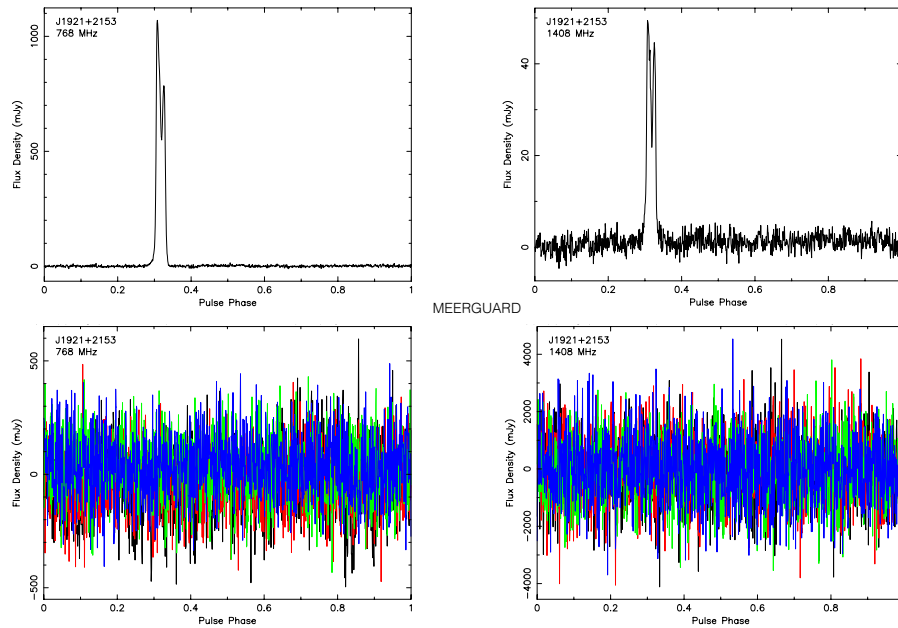 J1921+2153
768 MHz
Flux Density (mJy)
1000
500
0
0
0.2
0.4
0.6
0.8
1
Pulse Phase
J1921+2153
1408 MHz
Flux Density (mJy)
40
20
0
0
0.2
0.4
0.6
0.8
Pulse Phase
MEERGUARD
J1921+2153
768 MHz
Flux Density (mJy)
500
0
-500
0
0.2
0.4
0.6
0.8
1
Pulse Phase
J1921+2153
1408 MHz
Flux Density (mJy)
4000
2000
0
-2000
-4000
0
0.2
0.4
0.6
0.8
Pulse Phase